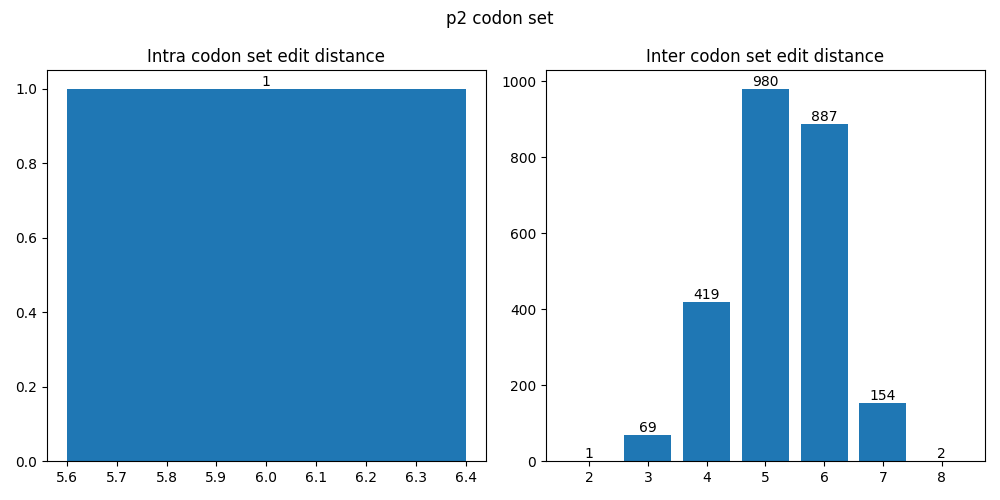 p2 codon set
Intra codon set edit distance
1
1.0
0.8
0.6
0.4
0.2
0.0
5.6 5.7 5.8 5.9 6.0 6.1 6.2 6.3 6.4
Inter codon set edit distance
1000
800
600
400
200
0
1 69 419 980 887 154 2
2 3 4 5 6 7 8